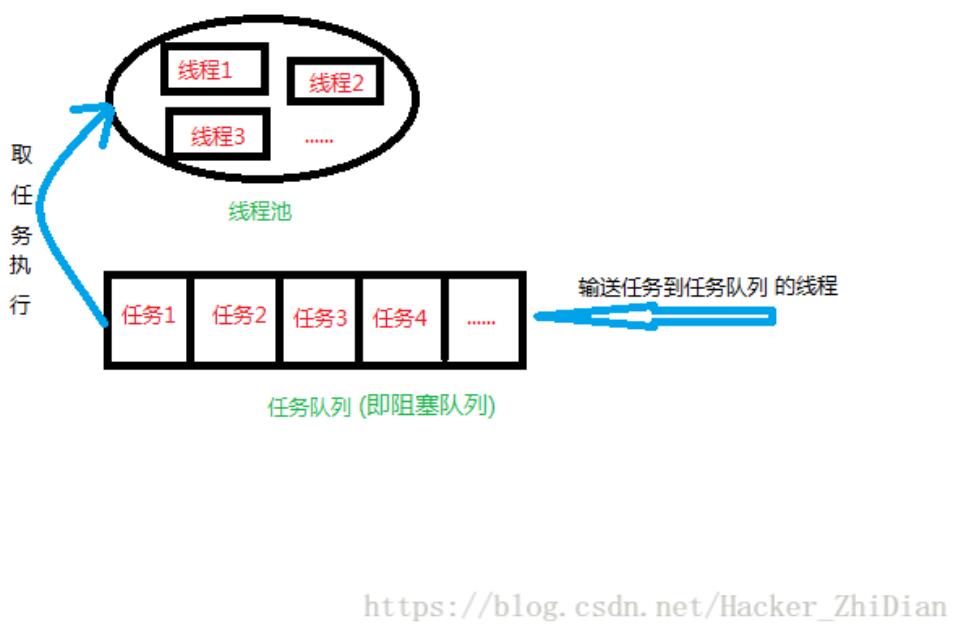 线程1
线程2
线程3
......
线程池
取
任
务
执
行
输送任务到任务队列 的线程
任务1
任务2
任务3
任务4
......
任务队列 (即阻塞队列)
https://blog.csdn.net/Hacker_ZhiDian